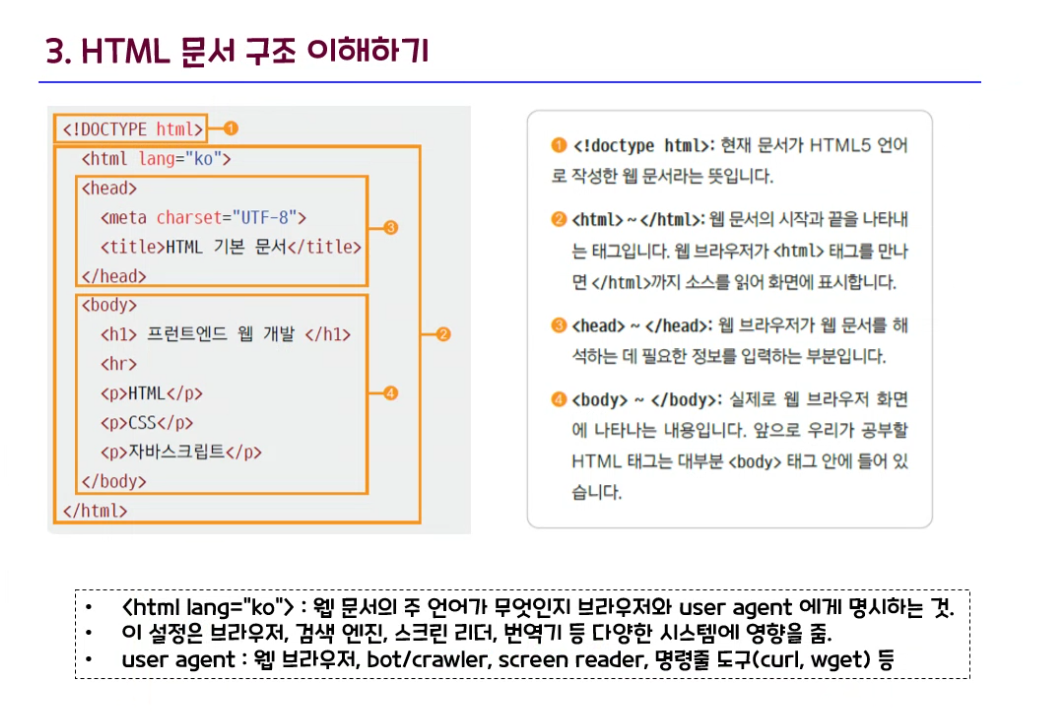 3. HTML 문서 구조 이해하기
<!DOCTYPE html> 1
<html lang="ko">
<head>
<meta charset="UTF-8"> 3
<title>HTML 기본 문서</title>
</head>
<body>
<h1> 프런트엔드 웹 개발 </h1> 2
<hr>
<p>HTML</p> 4
<p>CSS</p>
<p>자바스크립트</p>
</body>
</html>
1 <!doctype html>: 현재 문서가 HTML5 언어
로 작성한 웹 문서라는 뜻입니다.
2 <html> ~ </html>: 웹 문서의 시작과 끝을 나타내
는 태그입니다. 웹 브라우저가 <html> 태그를 만나
면 </html>까지 소스를 읽어 화면에 표시합니다.
3 <head> ~ </head>: 웹 브라우저가 웹 문서를 해
석하는 데 필요한 정보를 입력하는 부분입니다.
4 <body> ~ </body>: 실제로 웹 브라우저 화면
에 나타나는 내용입니다. 앞으로 우리가 공부할
HTML 태그는 대부분 <body> 태그 안에 들어 있
습니다.
• <html lang="ko"> : 웹 문서의 주 언어가 무엇인지 브라우저와 user agent 에게 명시하는 것.
• 이 설정은 브라우저, 검색 엔진, 스크린 리더, 번역기 등 다양한 시스템에 영향을 줌.
• user agent : 웹 브라우저, bot/crawler, screen reader, 명령줄 도구(curl, wget) 등